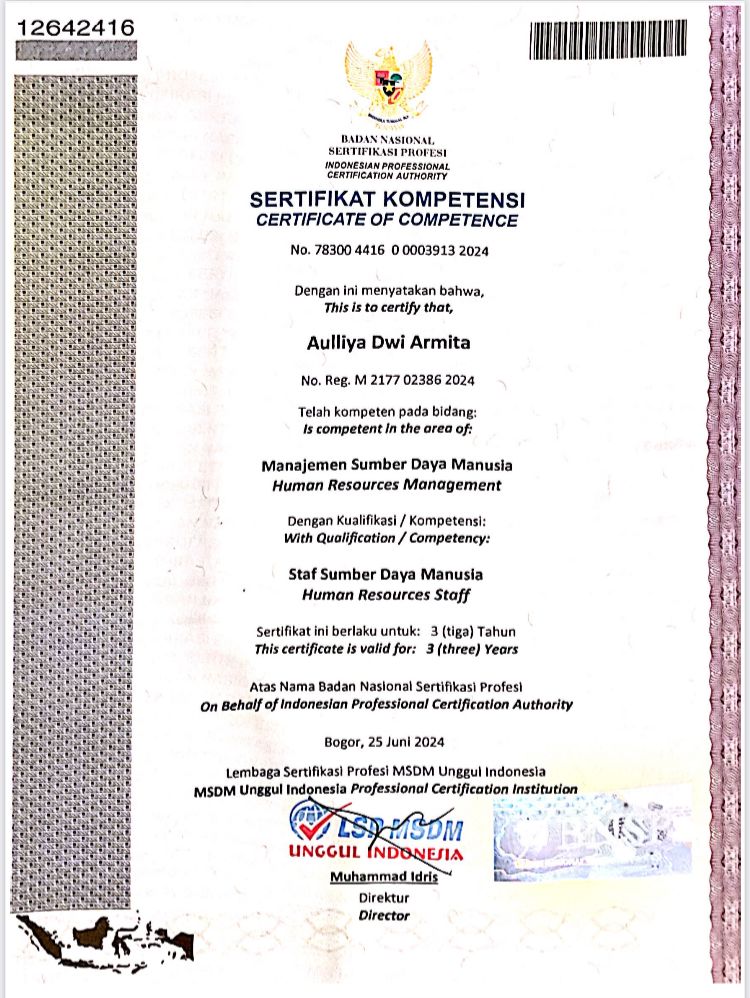 12642416
BADAN NASIONAL
SERTIFIKASI PROFESI
INDONESIAN PROFESSIONAL
CERTIFICATION AUTHORITY
SERTIFIKAT KOMPETENSI
CERTIFICATE OF COMPETENCE
No. 78300 4416 0 0003913 2024
Dengan ini menyatakan bahwa,
This is to certify that,
Aulliya Dwi Armita
No. Reg. M 2177 02386 2024
Telah kompeten pada bidang:
Is competent in the area of:
Manajemen Sumber Daya Manusia
Human Resources Management
Dengan Kualifikasi / Kompetensi:
With Qualification / Competency:
Staf Sumber Daya Manusia
Human Resources Staff
Sertifikat ini berlaku untuk: 3 (tiga) Tahun
This certificate is valid for: 3 (three) Years
Atas Nama Badan Nasional Sertifikasi Profesi
On Behalf of Indonesian Professional Certification Authority
Bogor, 25 Juni 2024
Lembaga Sertifikasi Profesi MSDM Unggul Indonesia
MSDM Unggul Indonesia Professional Certification Institution
LSP MSDM
UNGGUL INDONESIA
Muhammad Idris
Direktur
Director